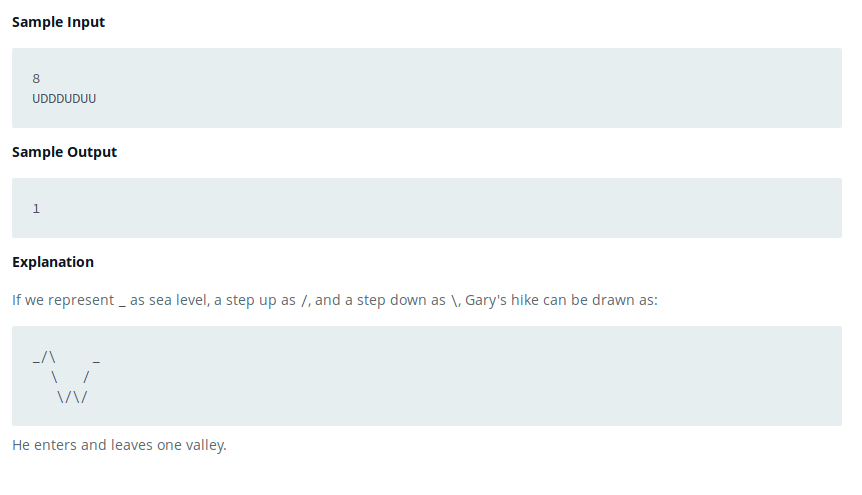 Sample Input
8
UDDDUDUU
Sample Output
1
Explanation
If we represent _ as sea level, a step up as /, and a step down as \, Gary's hike can be drawn as:
_/\      _
   \    /
    \/\/
He enters and leaves one valley.